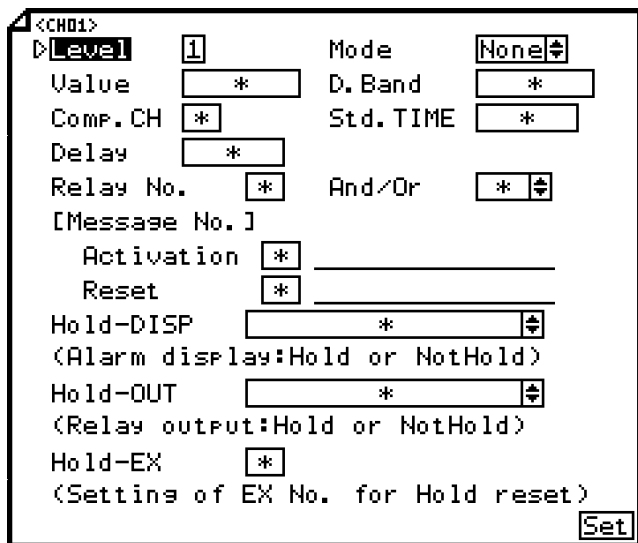 <CH01>
Level 1 Mode None
Value * D.Band *
Comp.CH * Std.TIME *
Delay *
Relay No. * And/Or *
[Message No.]
Activation *
Reset *
Hold-DISP *
(Alarm display:Hold or NotHold)
Hold-OUT *
(Relay output:Hold or NotHold)
Hold-EX *
(Setting of EX No. for Hold reset)
Set